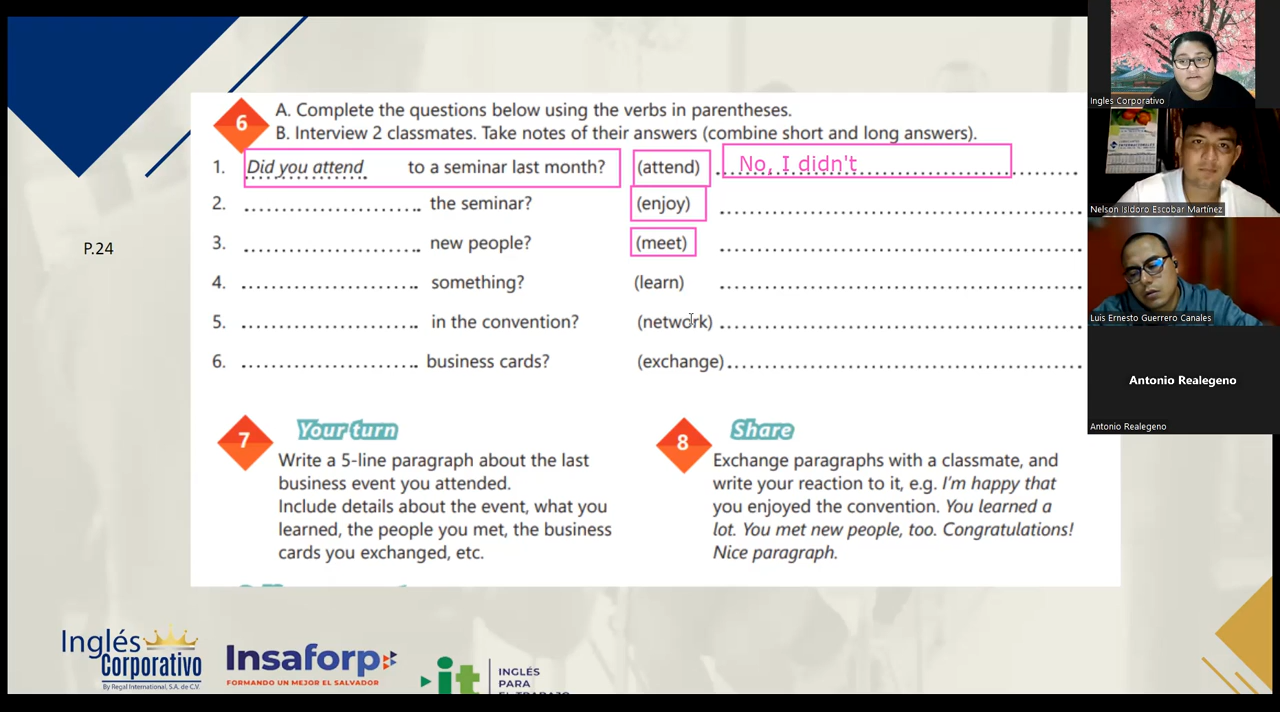 6 A. Complete the questions below using the verbs in parentheses.
B. Interview 2 classmates. Take notes of their answers (combine short and long answers).
1. Did you attend to a seminar last month? (attend) No, I didn't
2. the seminar? (enjoy)
3. new people? (meet)
P.24
4. something? (learn)
5. in the convention? (network)
6. business cards? (exchange)
7 Your turn
Write a 5-line paragraph about the last
business event you attended.
Include details about the event, what you
learned, the people you met, the business
cards you exchanged, etc.
8 Share
Exchange paragraphs with a classmate, and
write your reaction to it, e.g. I'm happy that
you enjoyed the convention. You learned a
lot. You met new people, too. Congratulations!
Nice paragraph.
Inglés
Corporativo
By Regal International, S.A. de C.V.
Insaforp
FORMANDO UN MEJOR EL SALVADOR
it
INGLÉS
PARA
Ingles Corporativo
Nelson Isidoro Escobar Martínez
Luis Ernesto Guerrero Canales
Antonio Realegeno
Antonio Realegeno